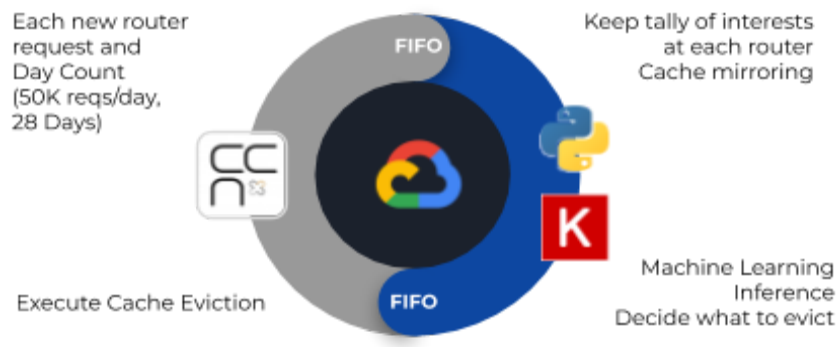 Each new router
request and
Day Count
(50K reqs/day,
28 Days)
FIFO
Keep tally of interests
at each router
Cache mirroring
CCN
K
Execute Cache Eviction
FIFO
Machine Learning
Inference
Decide what to evict